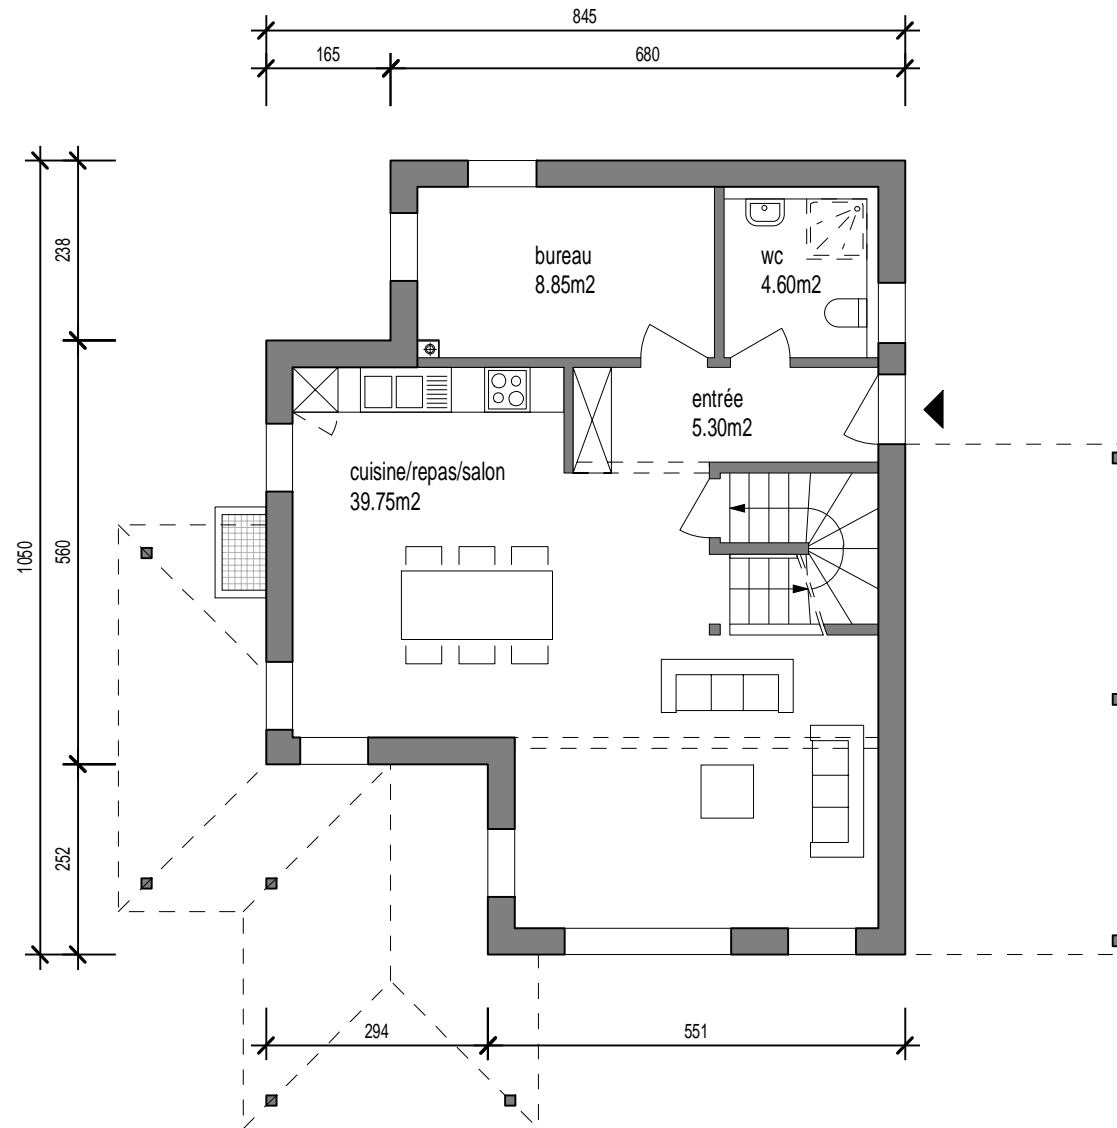 845
165
680
238
bureau
8.85m2
wc
4.60m2
entrée
5.30m2
cuisine/repas/salon
39.75m2
1050
560
252
294
551